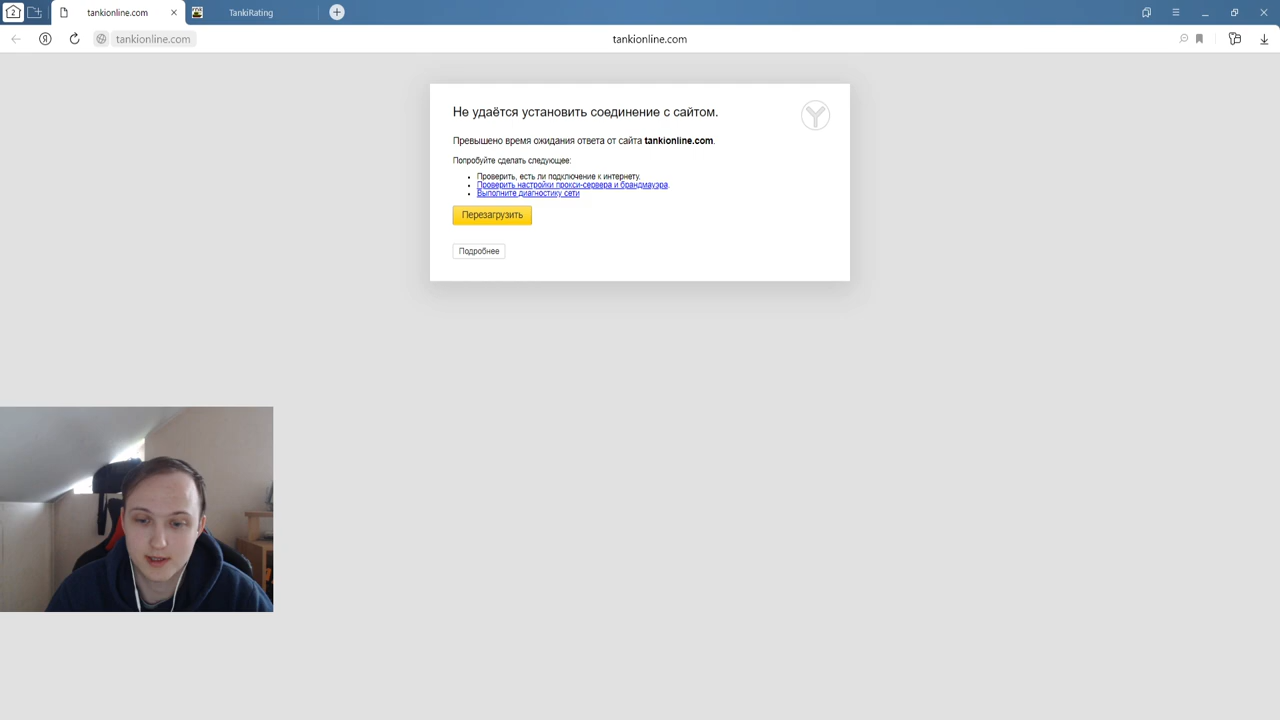 2
tankionline.com
TankiRating
tankionline.com
tankionline.com
Не удаётся установить соединение с сайтом.
Превышено время ожидания ответа от сайта tankionline.com.
Попробуйте сделать следующее:
Проверить, есть ли подключение к интернету.
Проверить настройки прокси-сервера и брандмауэра.
Выполните диагностику сети
Перезагрузить
Подробнее